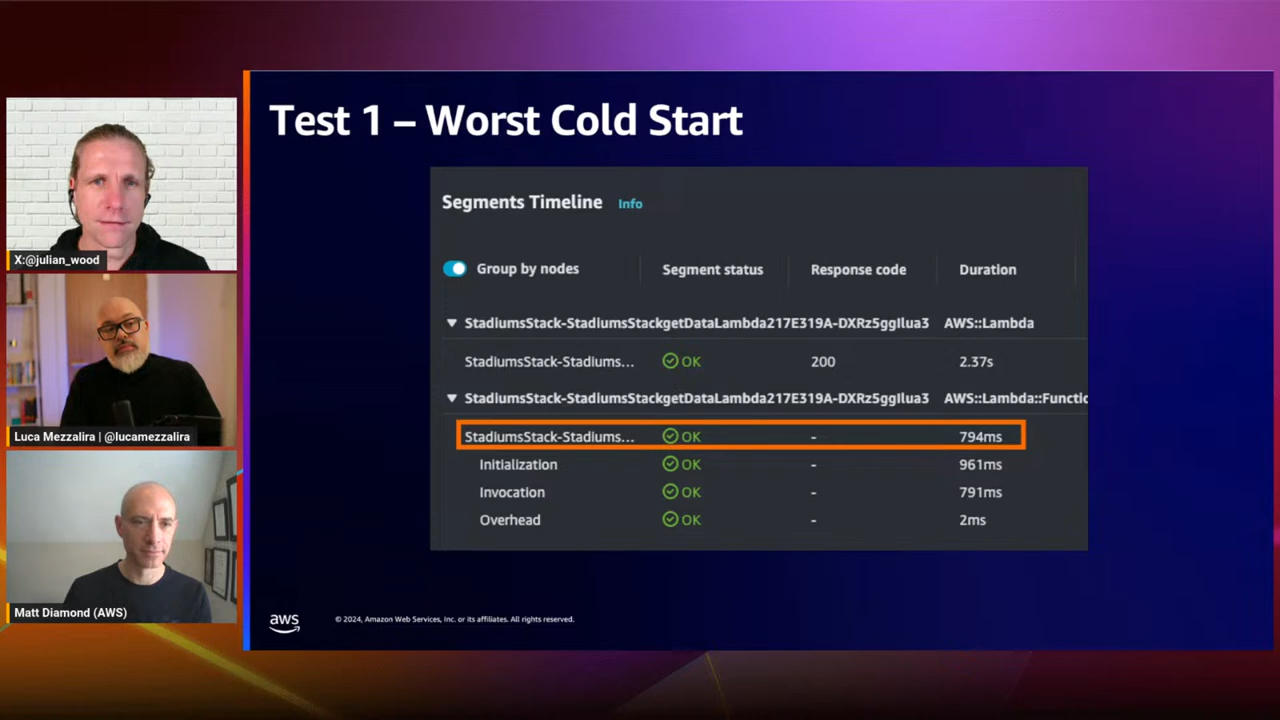 X:@julian_wood
Luca Mezzalira | @lucamezzalira
Matt Diamond (AWS)
Test 1 – Worst Cold Start
Segments Timeline Info
Group by nodes Segment status Response code Duration
StadiumsStack-StadiumsStackgetDataLambda217E319A-DXRz5ggIlua3 AWS::Lambda
StadiumsStack-Stadiums... OK 200 2.37s
StadiumsStack-StadiumsStackgetDataLambda217E319A-DXRz5ggIlua3 AWS::Lambda::Functio
StadiumsStack-Stadiums... OK - 794ms
Initialization OK - 961ms
Invocation OK - 791ms
Overhead OK - 2ms
aws © 2024, Amazon Web Services, Inc. or its affiliates. All rights reserved.